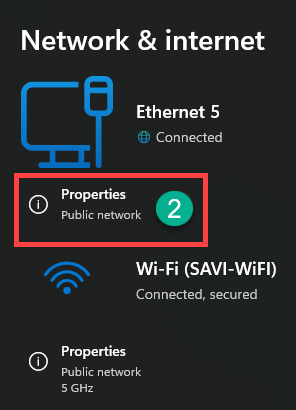 Network & internet
Ethernet 5
Connected
Properties
Public network
2
Wi-Fi (SAVI-WiFI)
Connected, secured
Properties
Public network
5 GHz